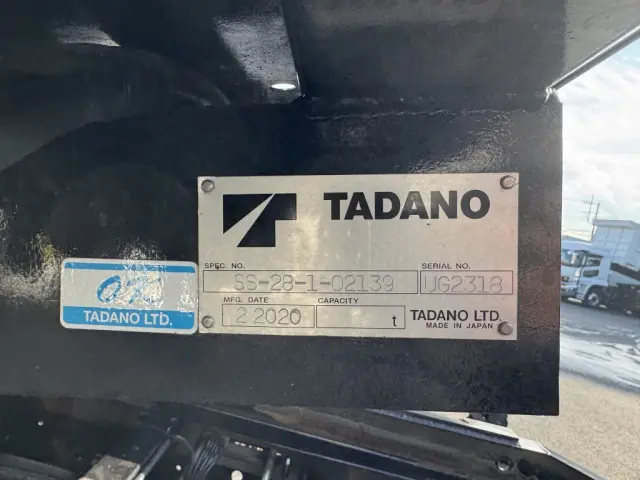 TADANO
SPEC. NO.
SERIAL NO.
SS-28-1-02139
UG2318
MFG. DATE
CAPACITY
2 2020
t
TADANO LTD.
MADE IN JAPAN
TADANO LTD.